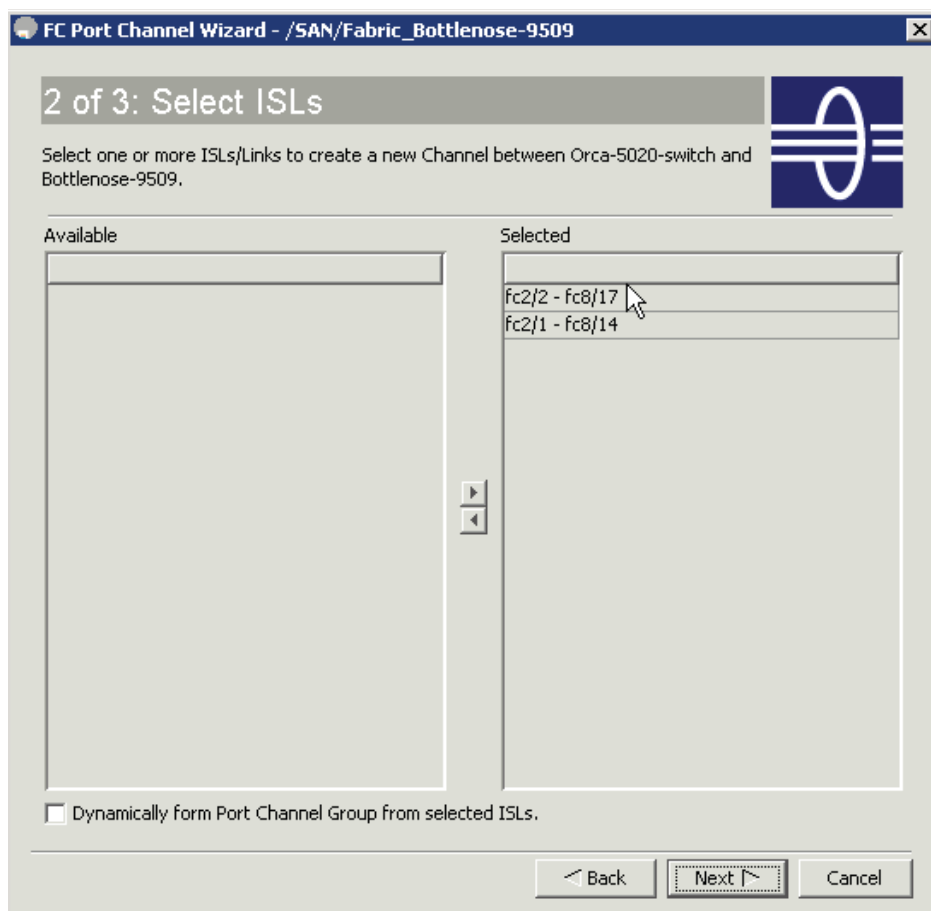 FC Port Channel Wizard - /SAN/Fabric_Bottlenose-9509
2 of 3: Select ISLs
Select one or more ISLs/Links to create a new Channel between Orca-5020-switch and
Bottlenose-9509.
Available
Selected
fc2/2 - fc8/17
fc2/1 - fc8/14
Dynamically form Port Channel Group from selected ISLs.
Back
Next
Cancel